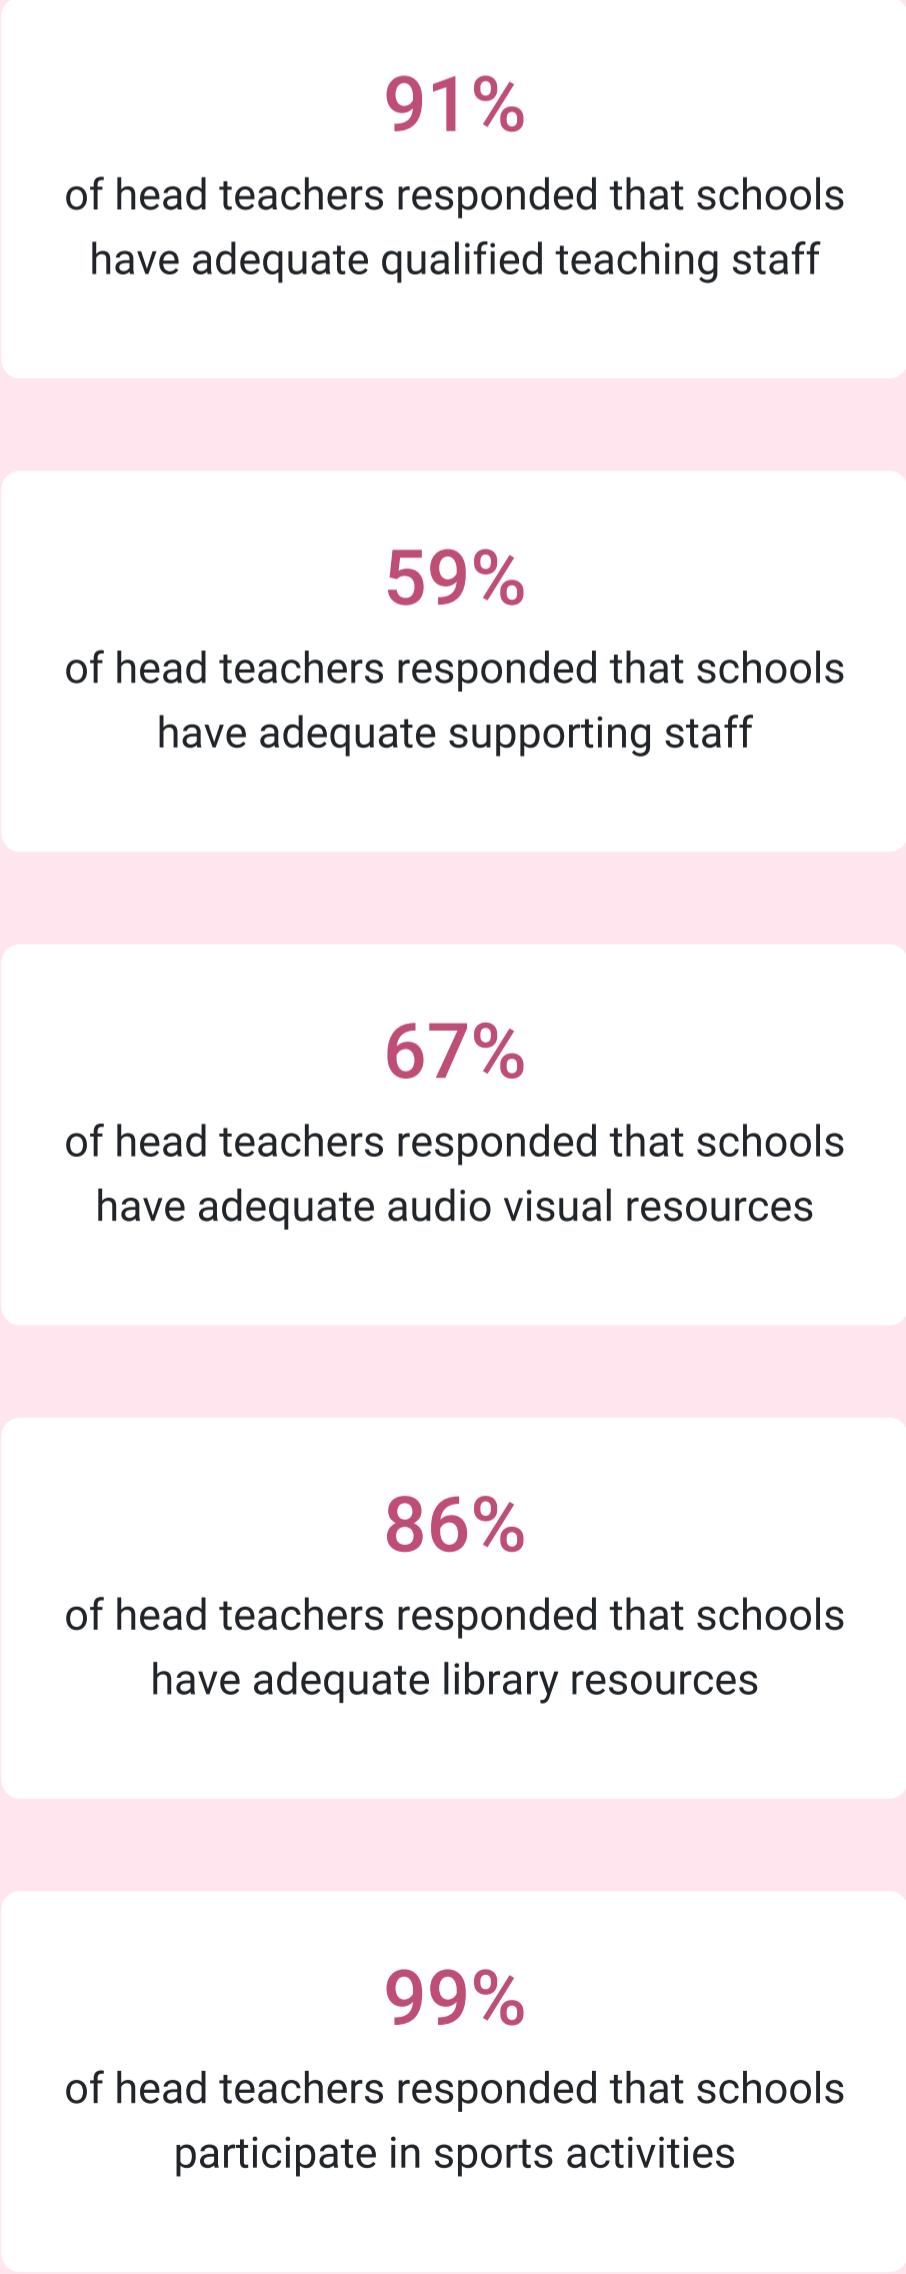 91%
of head teachers responded that schools
have adequate qualified teaching staff
59%
of head teachers responded that schools
have adequate supporting staff
67%
of head teachers responded that schools
have adequate audio visual resources
86%
of head teachers responded that schools
have adequate library resources
99%
of head teachers responded that schools
participate in sports activities